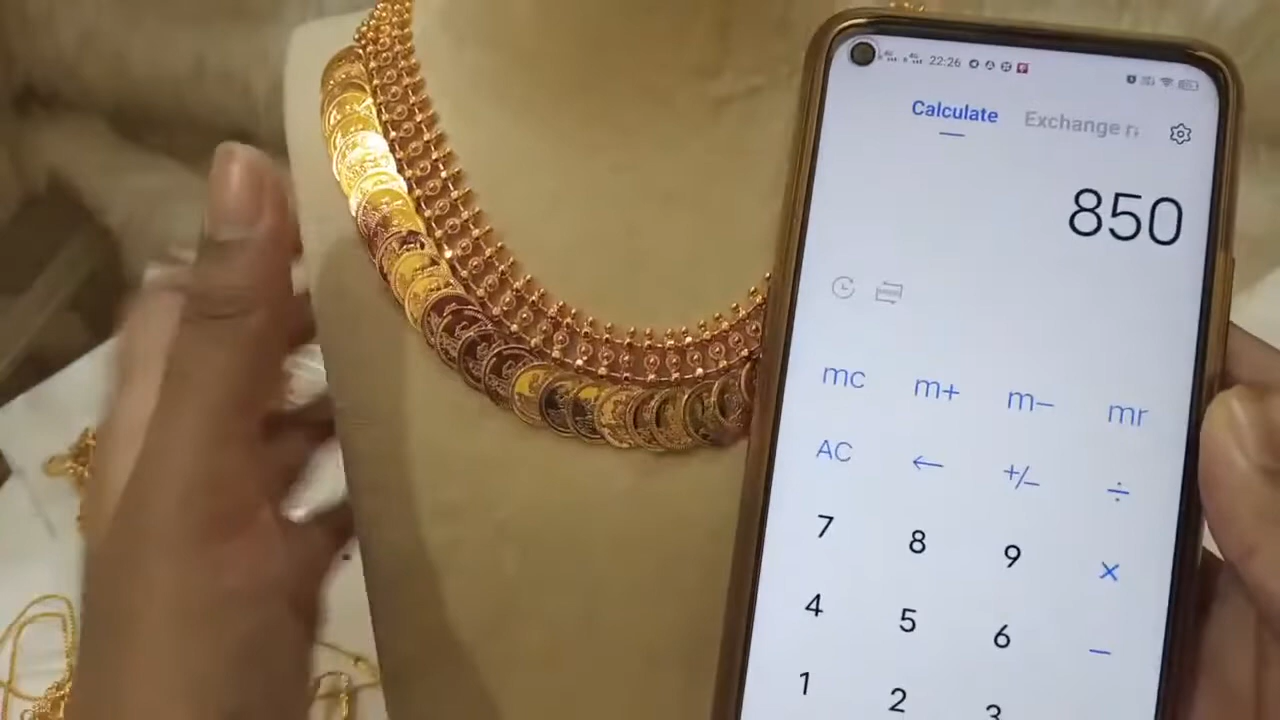 22:26
Calculate Exchange r
850
mc m+ m– mr
AC ← +/– ÷
7 8 9 ×
4 5 6 –
1 2 3